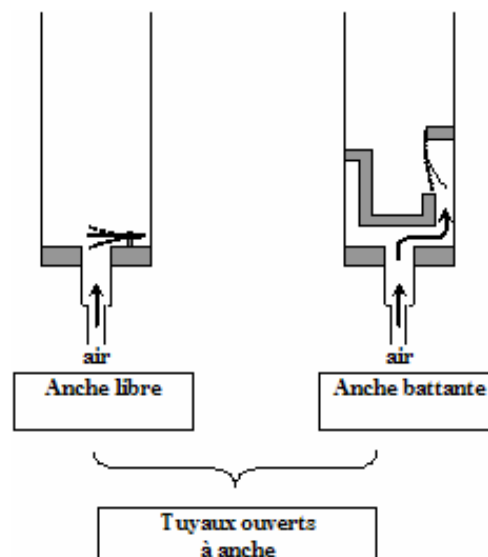 air
air
Anche libre
Anche battante
Tuyaux ouverts
à anche